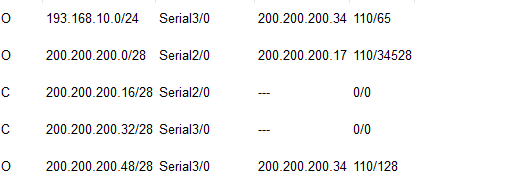 O 193.168.10.0/24 Serial3/0 200.200.200.34 110/65
O 200.200.200.0/28 Serial2/0 200.200.200.17 110/34528
C 200.200.200.16/28 Serial2/0 --- 0/0
C 200.200.200.32/28 Serial3/0 --- 0/0
O 200.200.200.48/28 Serial3/0 200.200.200.34 110/128